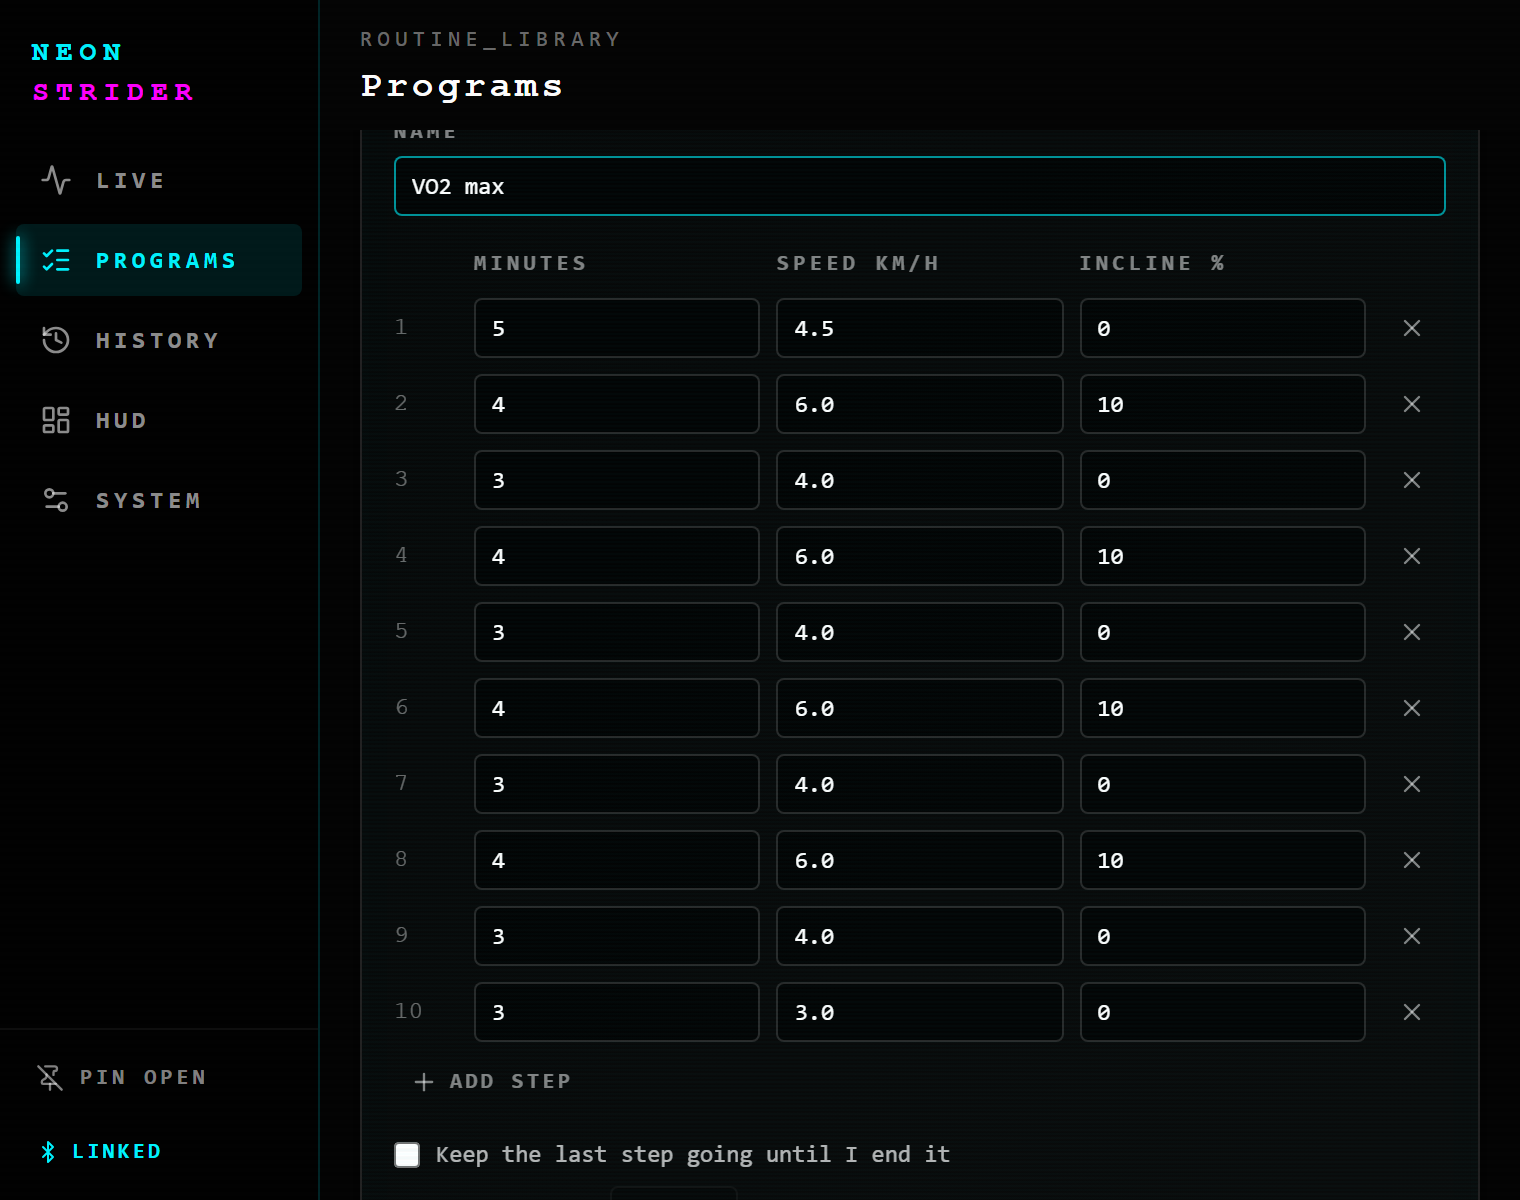 NEON
STRIDER
LIVE
PROGRAMS
HISTORY
HUD
SYSTEM
PIN OPEN
LINKED
ROUTINE_LIBRARY
Programs
NAME
VO2 max
MINUTES SPEED KM/H INCLINE %
1 5 4.5 0
2 4 6.0 10
3 3 4.0 0
4 4 6.0 10
5 3 4.0 0
6 4 6.0 10
7 3 4.0 0
8 4 6.0 10
9 3 4.0 0
10 3 3.0 0
ADD STEP
Keep the last step going until I end it